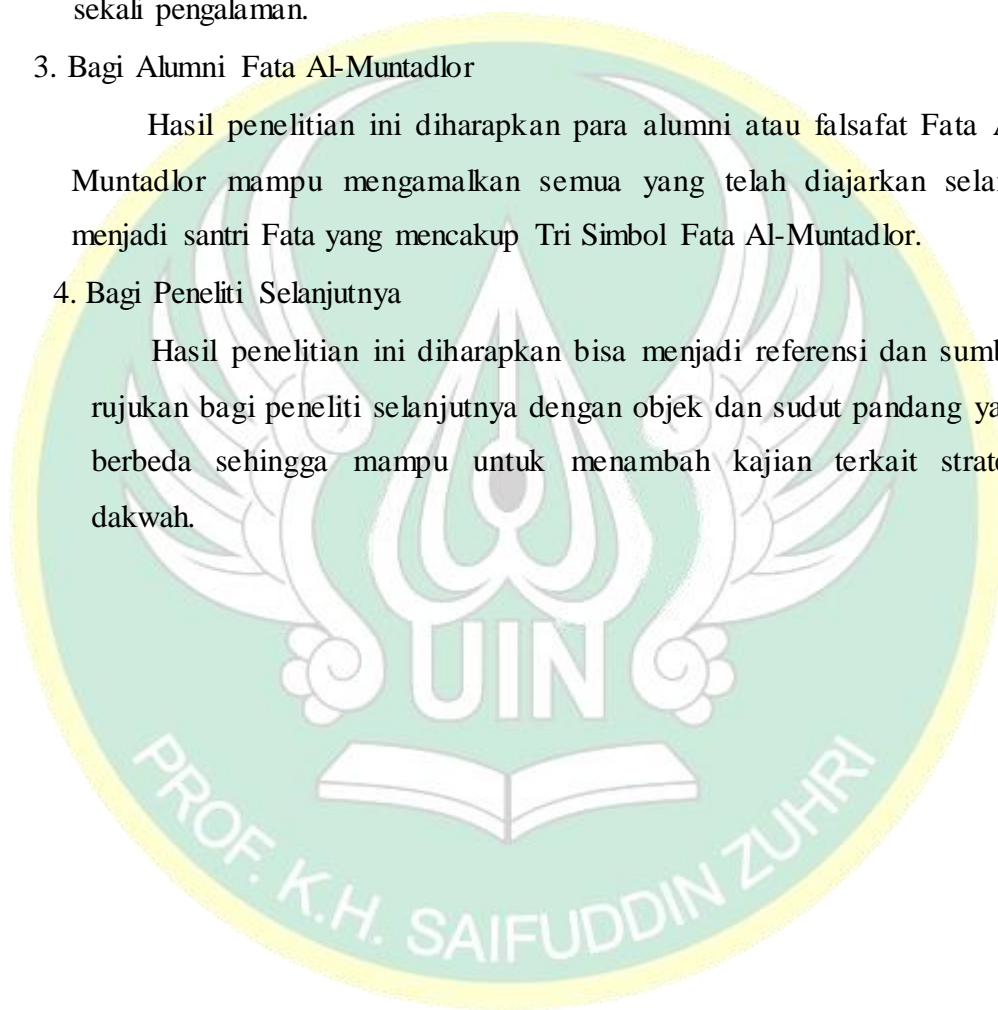 sekali pengalaman.
3. Bagi Alumni Fata Al-Muntadlor
Hasil penelitian ini diharapkan para alumni atau falsafat Fata
Muntadlor mampu mengamalkan semua yang telah diajarkan
menjadi santri Fata yang mencakup Tri Simbol Fata Al-Muntadlor.
4. Bagi Peneliti Selanjutnya
Hasil penelitian ini diharapkan bisa menjadi referensi dan
rujukan bagi peneliti selanjutnya dengan objek dan sudut pandang
berbeda sehingga mampu untuk menambah kajian terkait
dakwah.
UIN
PROF. K.H. SAIFUDDIN ZUHRI